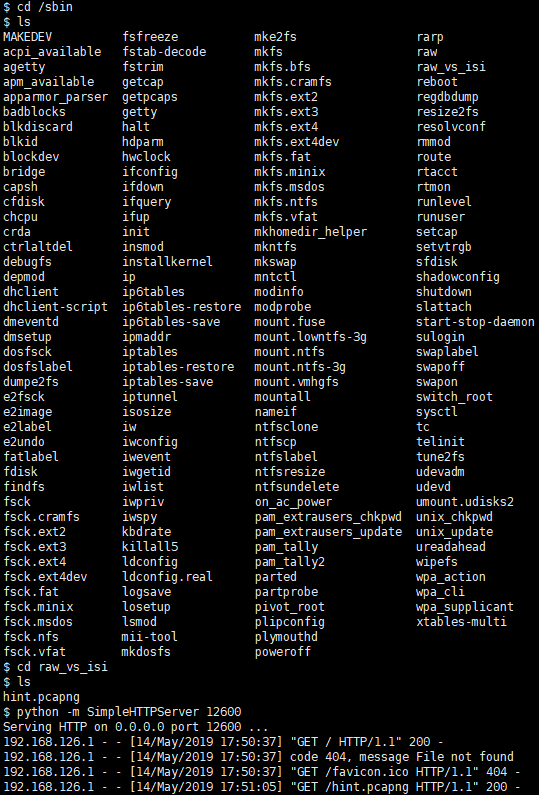 $ cd /sbin
$ ls
MAKEDEV fsfreeze mke2fs rarp
acpi_available fstab-decode mkfs raw
agetty fstrim mkfs.bfs raw_vs_isi
apm_available getcap mkfs.cramfs reboot
apparmor_parser getpcaps mkfs.ext2 regdbdump
badblocks getty mkfs.ext3 resize2fs
blkdiscard halt mkfs.ext4 resolvconf
blkid hdparm mkfs.ext4dev rmmod
blockdev hwclock mkfs.fat route
bridge ifconfig mkfs.minix rtacct
capsh ifdown mkfs.msdos rtmon
cfdisk ifquery mkfs.ntfs runlevel
chcpu ifup mkfs.vfat runuser
crda init mkhomedir_helper setcap
ctrlaltdel insmod mkntfs setvtrgb
debugfs installkernel mkswap sfdisk
depmod ip mntctl shadowconfig
dhclient ip6tables modinfo shutdown
dhclient-script ip6tables-restore modprobe slattach
dmeventd ip6tables-save mount.fuse start-stop-daemon
dmsetup ipmaddr mount.lowntfs-3g sulogin
dosfsck iptables mount.ntfs swaplabel
dosfslabel iptables-restore mount.ntfs-3g swapoff
dumpe2fs iptables-save mount.vmhgfs swapon
e2fsck iptunnel mountall switch_root
e2image isosize nameif sysctl
e2label iw ntfsclone tc
e2undo iwconfig ntfscp telinit
fatlabel iwevent ntfslabel tune2fs
fdisk iwgetid ntfsresize udevadm
findfs iwlist ntfsundelete udevd
fsck iwpriv on_ac_power umount.udisks2
fsck.cramfs iwspy pam_extrausers_chkpwd unix_chkpwd
fsck.ext2 kbdrate pam_extrausers_update unix_update
fsck.ext3 killall5 pam_tally ureadahead
fsck.ext4 ldconfig pam_tally2 wipefs
fsck.ext4dev ldconfig.real parted wpa_action
fsck.fat logsave partprobe wpa_cli
fsck.minix losetup pivot_root wpa_supplicant
fsck.msdos lsmod plipconfig xtables-multi
fsck.nfs mii-tool plymouthd
fsck.vfat mkdosfs poweroff
$ cd raw_vs_isi
$ ls
hint.pcapng
$ python -m SimpleHTTPServer 12600
Serving HTTP on 0.0.0.0 port 12600 ...
192.168.126.1 - - [14/May/2019 17:50:37] "GET / HTTP/1.1" 200 -
192.168.126.1 - - [14/May/2019 17:50:37] code 404, message File not found
192.168.126.1 - - [14/May/2019 17:50:37] "GET /favicon.ico HTTP/1.1" 404 -
192.168.126.1 - - [14/May/2019 17:51:05] "GET /hint.pcapng HTTP/1.1" 200 -